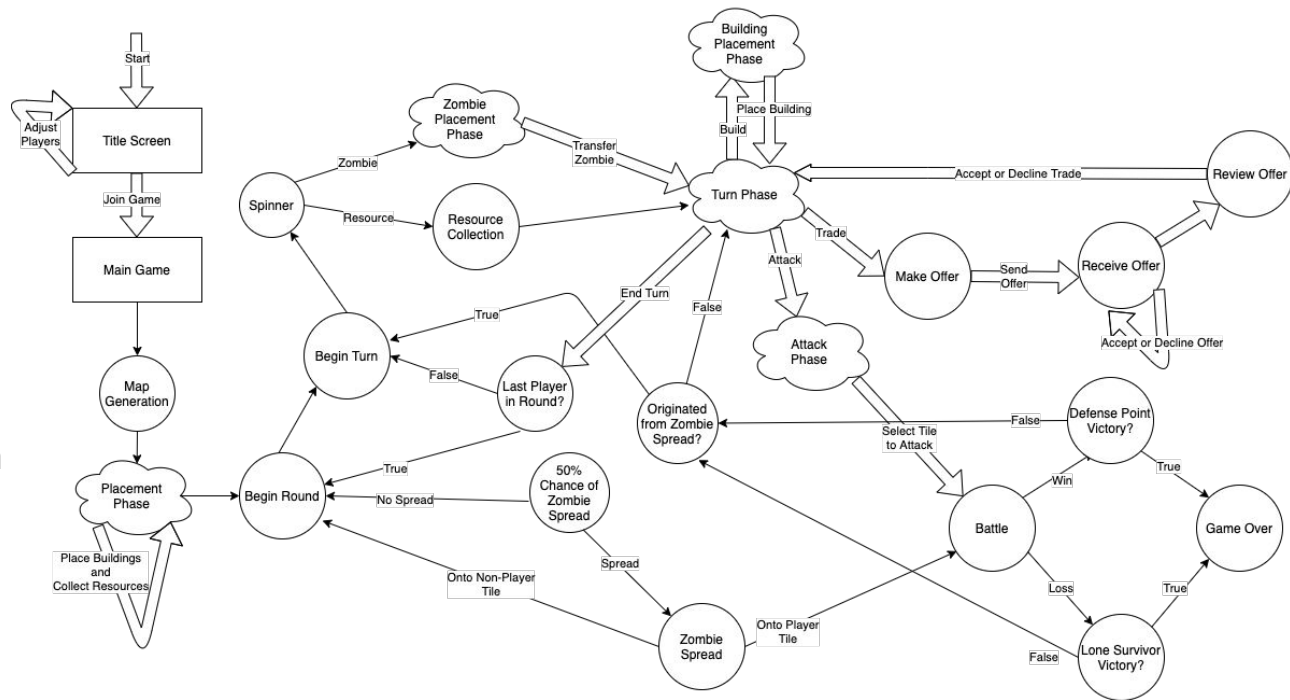 Start
Adjust
Players
Title Screen
Join Game
Main Game
Map
Generation
Placement
Phase
Place Buildings
and
Collect Resources
Begin Round
Begin Turn
Spinner
Zombie
Zombie
Placement
Phase
Transfer
Zombie
Resource
Resource
Collection
Building
Placement
Phase
Build
Place Building
Turn Phase
Accept or Decline Trade
Review Offer
Trade
Make Offer
Send
Offer
Receive Offer
Accept or Decline Offer
Attack
Attack
Phase
End Turn
False
True
False
Last Player
in Round?
True
Originated
from Zombie
Spread?
Select Tile
to Attack
False
Defense Point
Victory?
True
50%
Chance of
Zombie
Spread
No Spread
Spread
Onto Non-Player
Tile
Zombie
Spread
Onto Player
Tile
Battle
Win
Loss
Game Over
True
Lone Survivor
Victory?
False